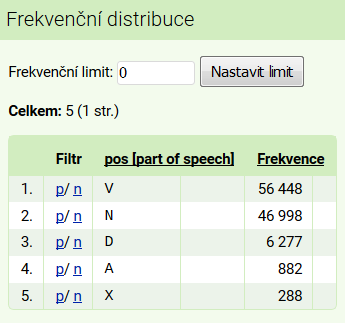 Frekvenční distribuce
Frekvenční limit: 0 Nastavit limit
Celkem: 5 (1 str.)
Filtr pos [part of speech] Frekvence
1. p/ n V 56 448
2. p/ n N 46 998
3. p/ n D 6 277
4. p/ n A 882
5. p/ n X 288